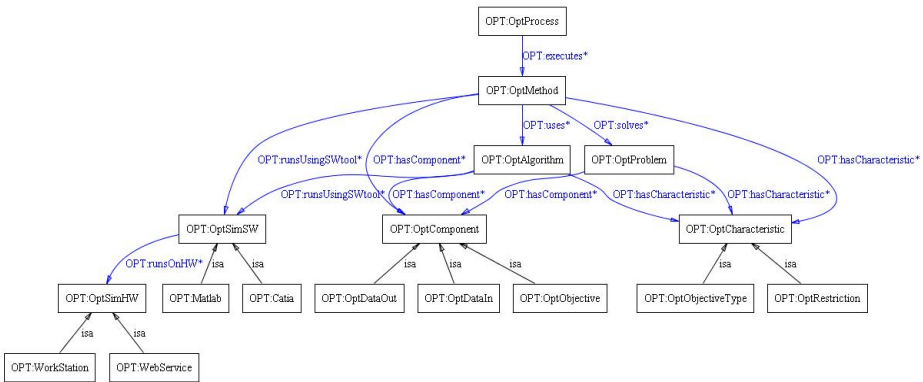 OPT:OptProcess
OPT:executes*
OPT:OptMethod
OPT:uses*
OPT:solves*
OPT:runsUsingSWtool*
OPT:hasComponent*
OPT:OptAlgorithm
OPT:OptProblem
OPT:hasCharacteristic*
OPT:runsUsingSWtool*
OPT:hasComponent*
OPT:hasComponent*
OPT:hasCharacteristic*
OPT:hasCharacteristic*
OPT:OptSimSW
OPT:OptComponent
OPT:OptCharacteristic
OPT:runsOnHW*
isa
isa
isa
isa
isa
isa
isa
OPT:OptSimHW
OPT:Matlab
OPT:Catia
OPT:OptDataOut
OPT:OptDataIn
OPT:OptObjective
OPT:OptObjectiveType
OPT:OptRestriction
isa
isa
OPT:WorkStation
OPT:WebService